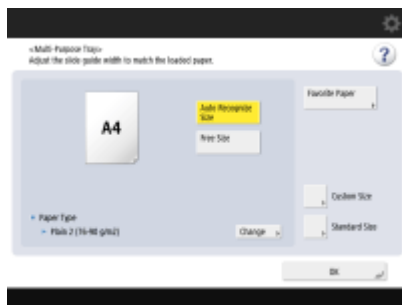 <Multi-Purpose Tray>
Adjust the slide guide width to match the loaded paper.
?
A4
Auto Recognize
Size
Free Size
Favorite Paper
Custom Size
Standard Size
Paper Type
Plain 2 (76-90 g/m2)
Change
OK